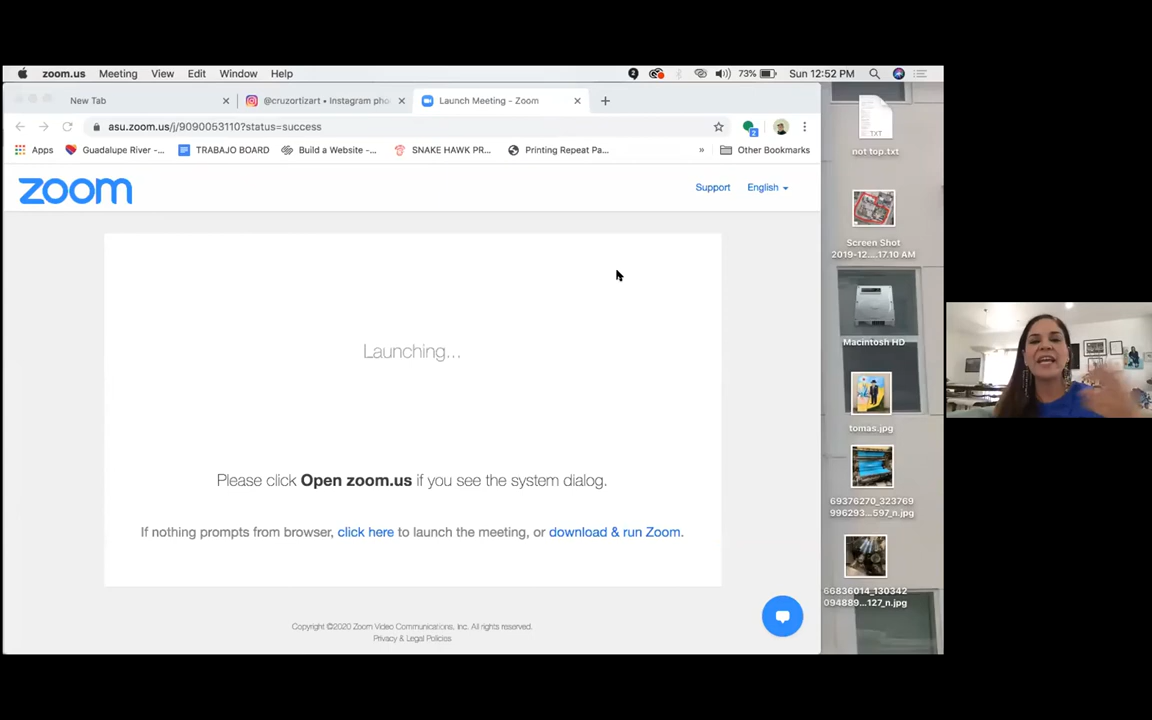 zoom.us Meeting View Edit Window Help 73% Sun 12:52 PM
New Tab @cruzortizart • Instagram pho Launch Meeting - Zoom
asu.zoom.us/j/9090053110?status=success
Apps Guadalupe River -... TRABAJO BOARD Build a Website -... SNAKE HAWK PR... Printing Repeat Pa... » Other Bookmarks
zoom
Support English
Launching...
Please click Open zoom.us if you see the system dialog.
If nothing prompts from browser, click here to launch the meeting, or download & run Zoom.
Copyright ©2020 Zoom Video Communications, Inc. All rights reserved.
Privacy & Legal Policies
TXT
not top.txt
Screen Shot
2019-12....17.10 AM
Macintosh HD
tomas.jpg
69376270_323769
996293...597_n.jpg
66836014_130342
094889...127_n.jpg